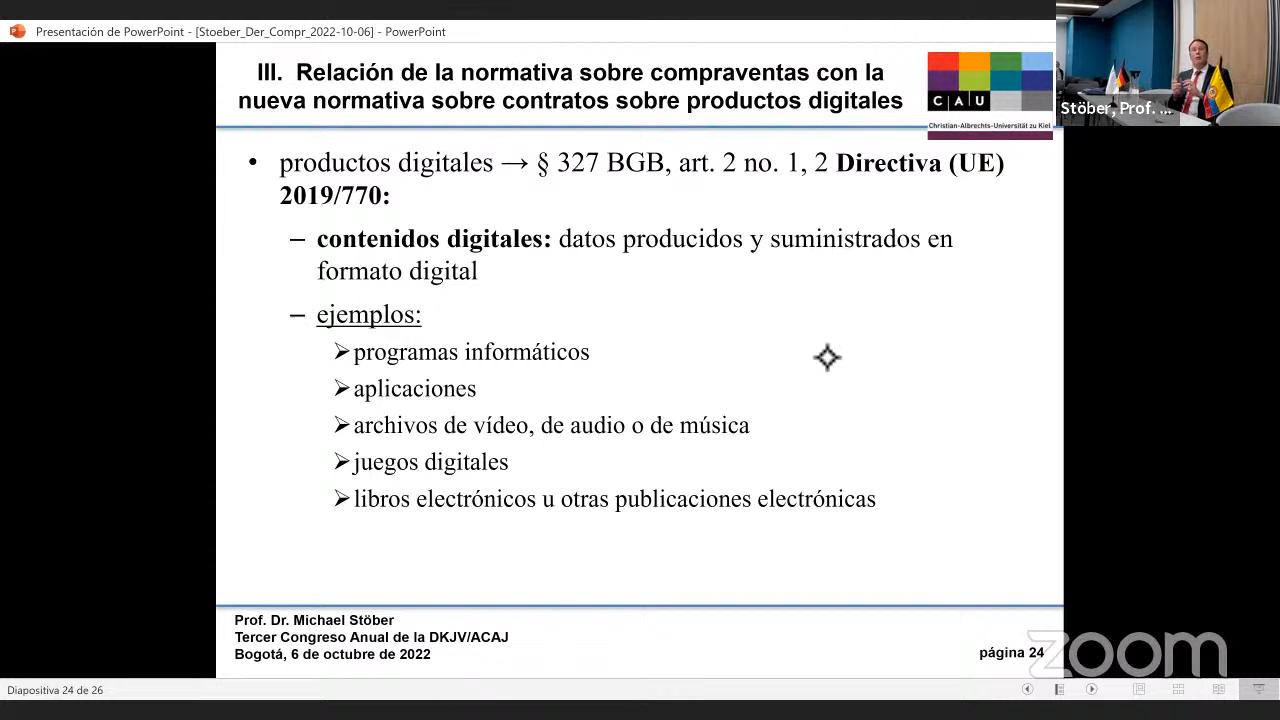 Presentación de PowerPoint - [Stoeber_Der_Compr_2022-10-06] - PowerPoint
III. Relación de la normativa sobre compraventas con la
nueva normativa sobre contratos sobre productos digitales
C | A | U
Christian-Albrechts-Universität zu Kiel
Stöber, Prof. ...
• productos digitales → § 327 BGB, art. 2 no. 1, 2 Directiva (UE)
2019/770:
– contenidos digitales: datos producidos y suministrados en
formato digital
– ejemplos:
➢programas informáticos
➢aplicaciones
➢archivos de vídeo, de audio o de música
➢juegos digitales
➢libros electrónicos u otras publicaciones electrónicas
Prof. Dr. Michael Stöber
Tercer Congreso Anual de la DKJV/ACAJ
Bogotá, 6 de octubre de 2022
página 24
zoom
Diapositiva 24 de 26